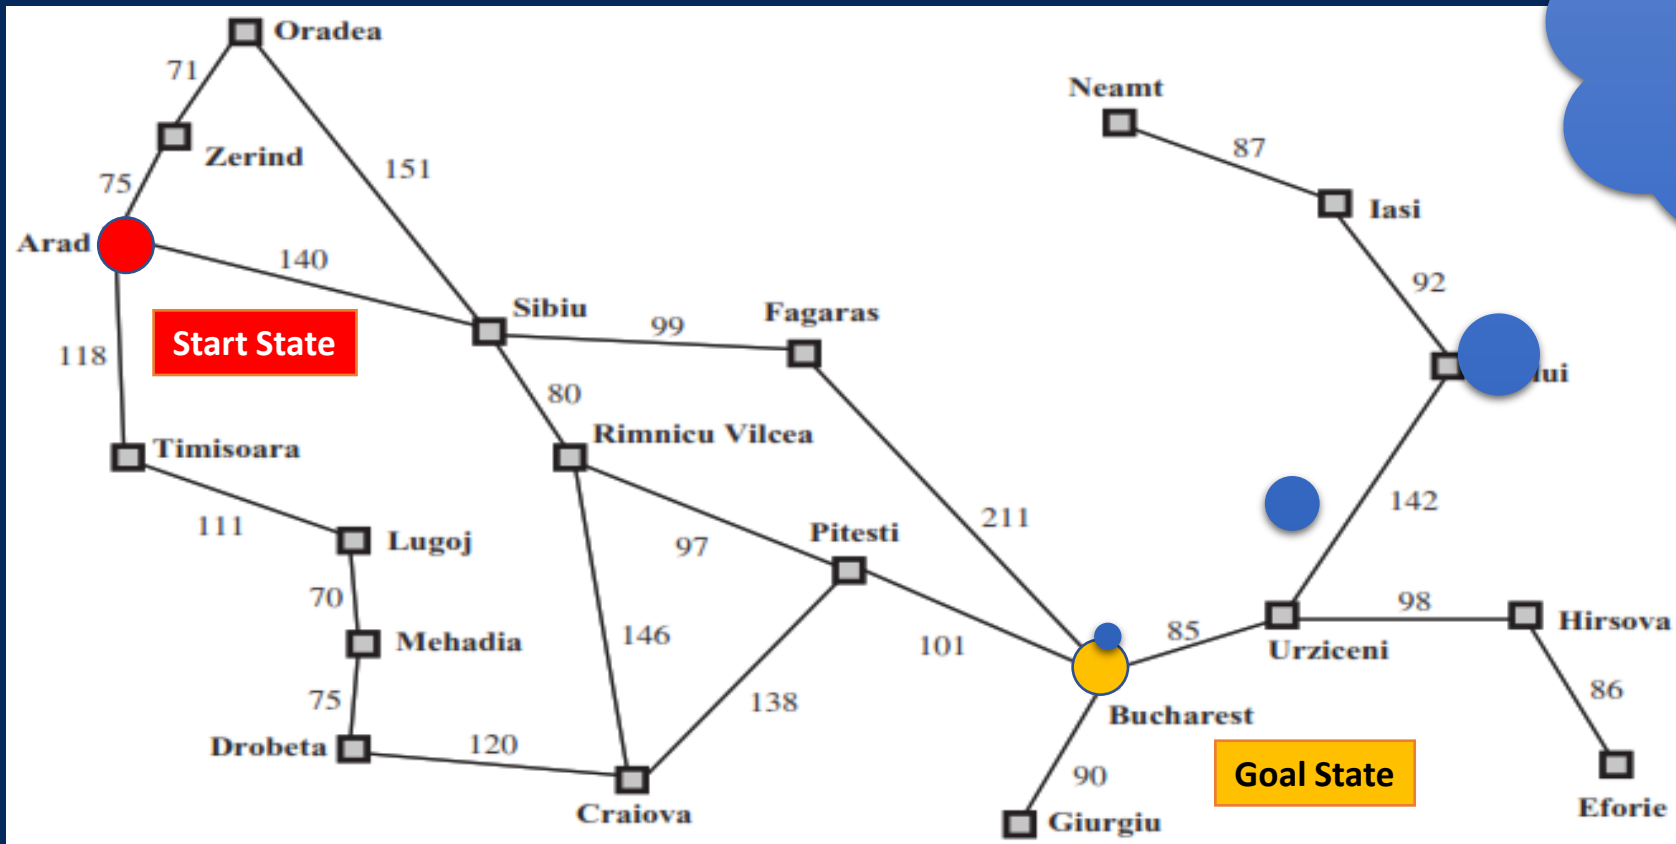 Oradea
71
Neamt
87
Zerind
151
75
Iasi
Arad
140
92
Sibiu
Fagaras
99
Start State
118
lui
80
Rimnicu Vilcea
Timisoara
142
211
111
Pitesti
Lugoj
97
70
98
Hirsova
146
85
Mehadia
101
Urziceni
86
75
138
Bucharest
Drobeta
120
90
Goal State
Eforie
Craiova
Giurgiu